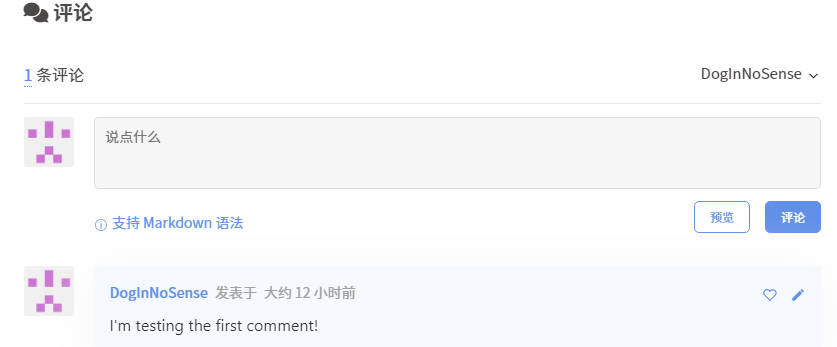 评论
1 条评论
DogInNoSense
说点什么
支持 Markdown 语法
预览
评论
DogInNoSense 发表于 大约 12 小时前
I'm testing the first comment!